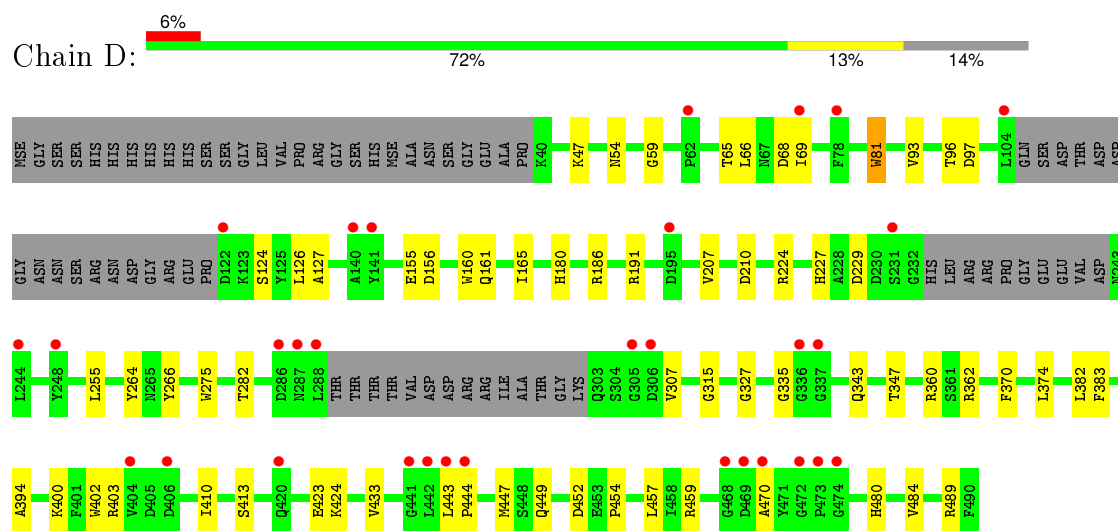 6%
Chain D:
72% 13% 14%
MSE GLY SER SER HIS HIS HIS HIS HIS HIS SER SER GLY LEU VAL PRO ARG GLY SER HIS MSE ALA ASN SER GLY GLU ALA PRO K40 K47 N54 G59 P62 T65 L66 N67 D68 I69 F78 W81 V93 T96 D97 L104 GLN SER ASP THR ASP ASP
GLY ASN ASN SER ARG ASN ASP GLY ARG GLU PRO D122 K123 S124 Y125 L126 A127 A140 Y141 E155 D156 W160 Q161 I165 H180 R186 R191 D195 V207 D210 R224 H227 A228 D229 D230 S231 G232 HIS LEU ARG ARG PRO GLY GLU GLU VAL ASP N243
L244 Y248 L255 Y264 N265 Y266 W275 T282 D286 N287 L288 THR THR THR THR VAL ASP ASP ARG ARG ILE ALA THR GLY LYS Q303 S304 G305 D306 V307 G315 G327 G335 G336 G337 Q343 T347 R360 S361 R362 F370 L374 L382 F383
A394 K400 F401 W402 R403 V404 D405 D406 I410 S413 Q420 E423 K424 V433 G441 L442 L443 P444 M447 S448 Q449 D452 E453 P454 L457 I458 R459 G468 D469 A470 Y471 G472 P473 G474 H480 V484 R489 F490